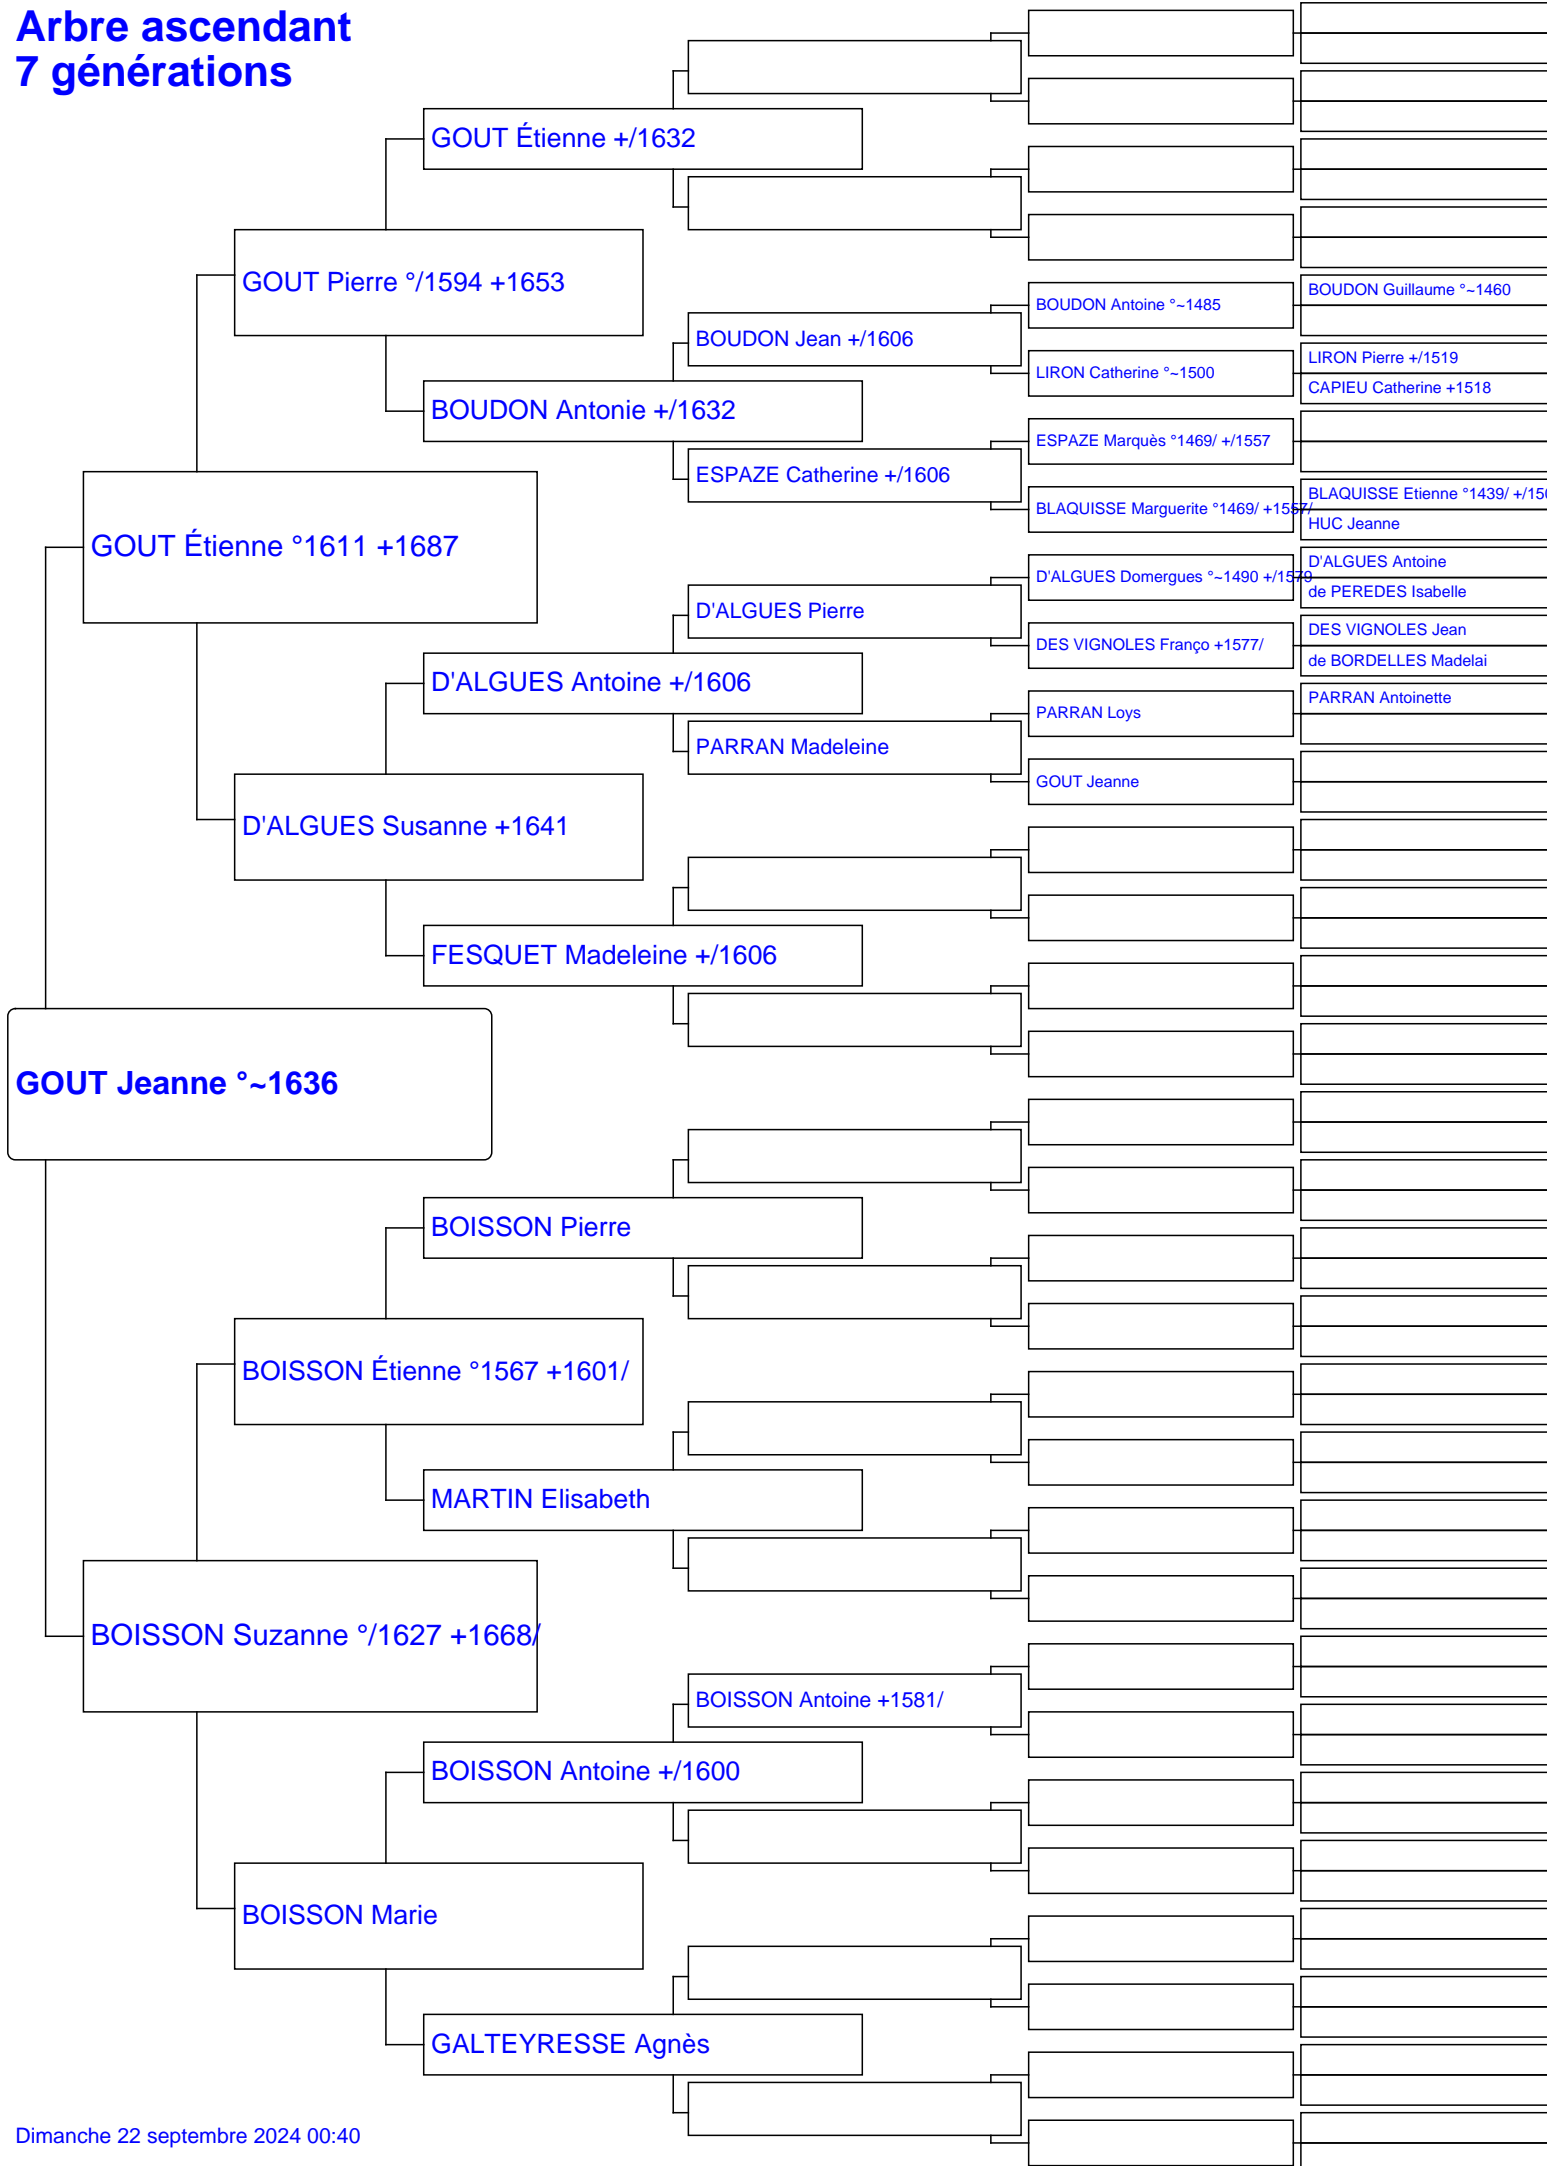 Arbre ascendant
7 générations
GOUT Étienne +/1632
GOUT Pierre °/1594 +1653
BOUDON Guillaume °~1460
BOUDON Antoine °~1485
BOUDON Jean +/1606
LIRON Pierre +/1519
LIRON Catherine °~1500
CAPIEU Catherine +1518
BOUDON Antonie +/1632
ESPAZE Marquès °1469/ +/1557
ESPAZE Catherine +/1606
BLAQUISSE Etienne °1439/
BLAQUISSE Marguerite °1469/ +1557/
HUC Jeanne
GOUT Étienne °1611 +1687
D'ALGUES Antoine
D'ALGUES Domergues °~1490 +/1579
de PEREDES Isabelle
D'ALGUES Pierre
DES VIGNOLES Jean
DES VIGNOLES Franço +1577/
de BORDELLES Madelai
D'ALGUES Antoine +/1606
PARRAN Antoinette
PARRAN Loys
PARRAN Madeleine
GOUT Jeanne
D'ALGUES Susanne +1641
FESQUET Madeleine +/1606
GOUT Jeanne °~1636
BOISSON Pierre
BOISSON Étienne °1567 +1601/
MARTIN Elisabeth
BOISSON Suzanne °/1627 +1668/
BOISSON Antoine +1581/
BOISSON Antoine +/1600
BOISSON Marie
GALTEYRESSE Agnès
Dimanche 22 septembre 2024 00:40